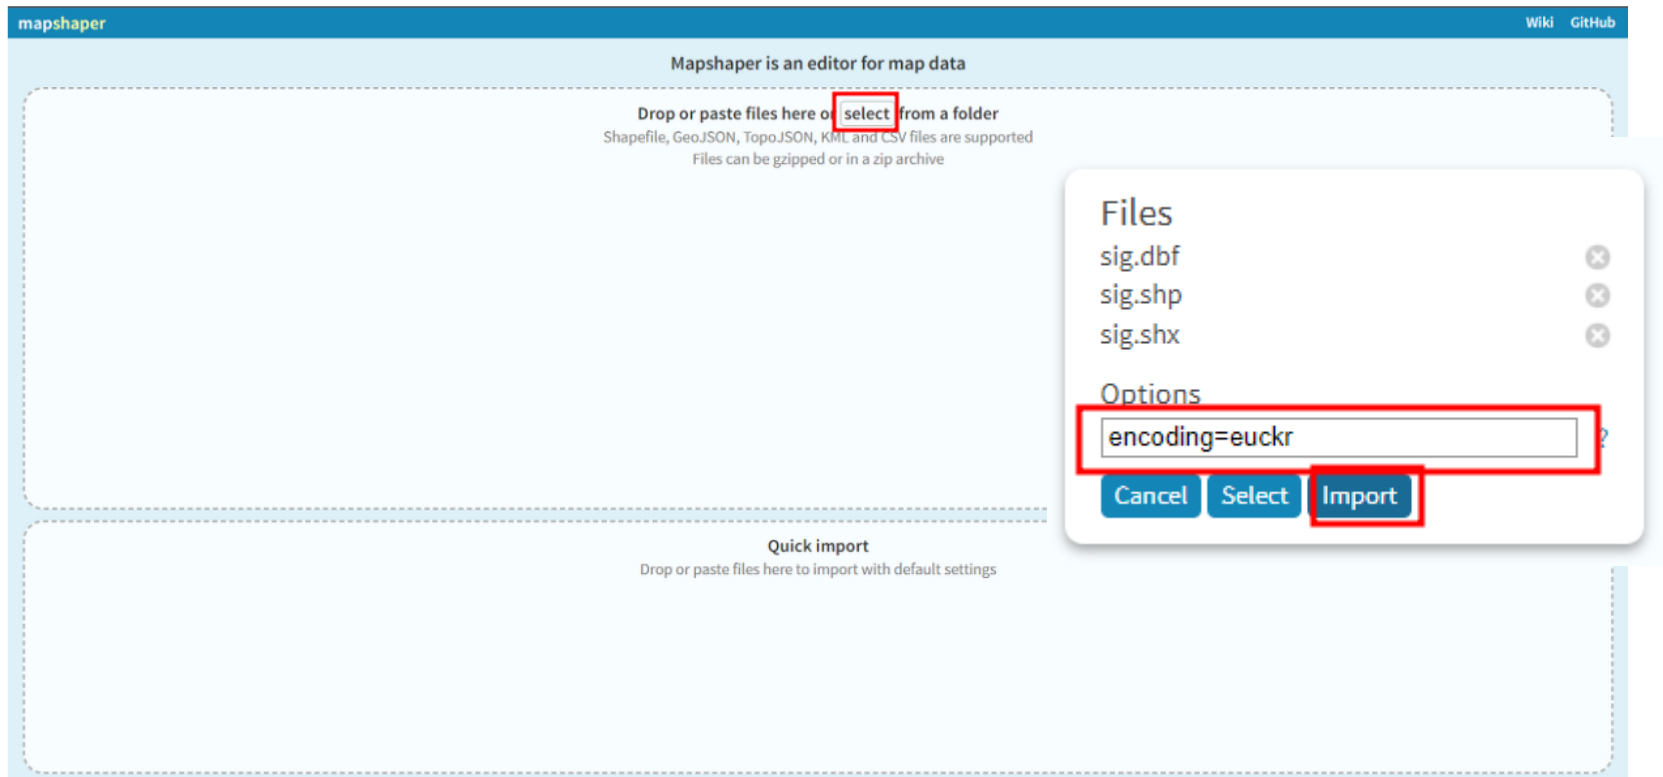 mapshaper
Wiki GitHub
Mapshaper is an editor for map data
Drop or paste files here or select from a folder
Shapefile, GeoJSON, TopoJSON, KML and CSV files are supported
Files can be gzipped or in a zip archive
Files
sig.dbf
sig.shp
sig.shx
Options
encoding=euckr
?
Cancel Select Import
Quick import
Drop or paste files here to import with default settings